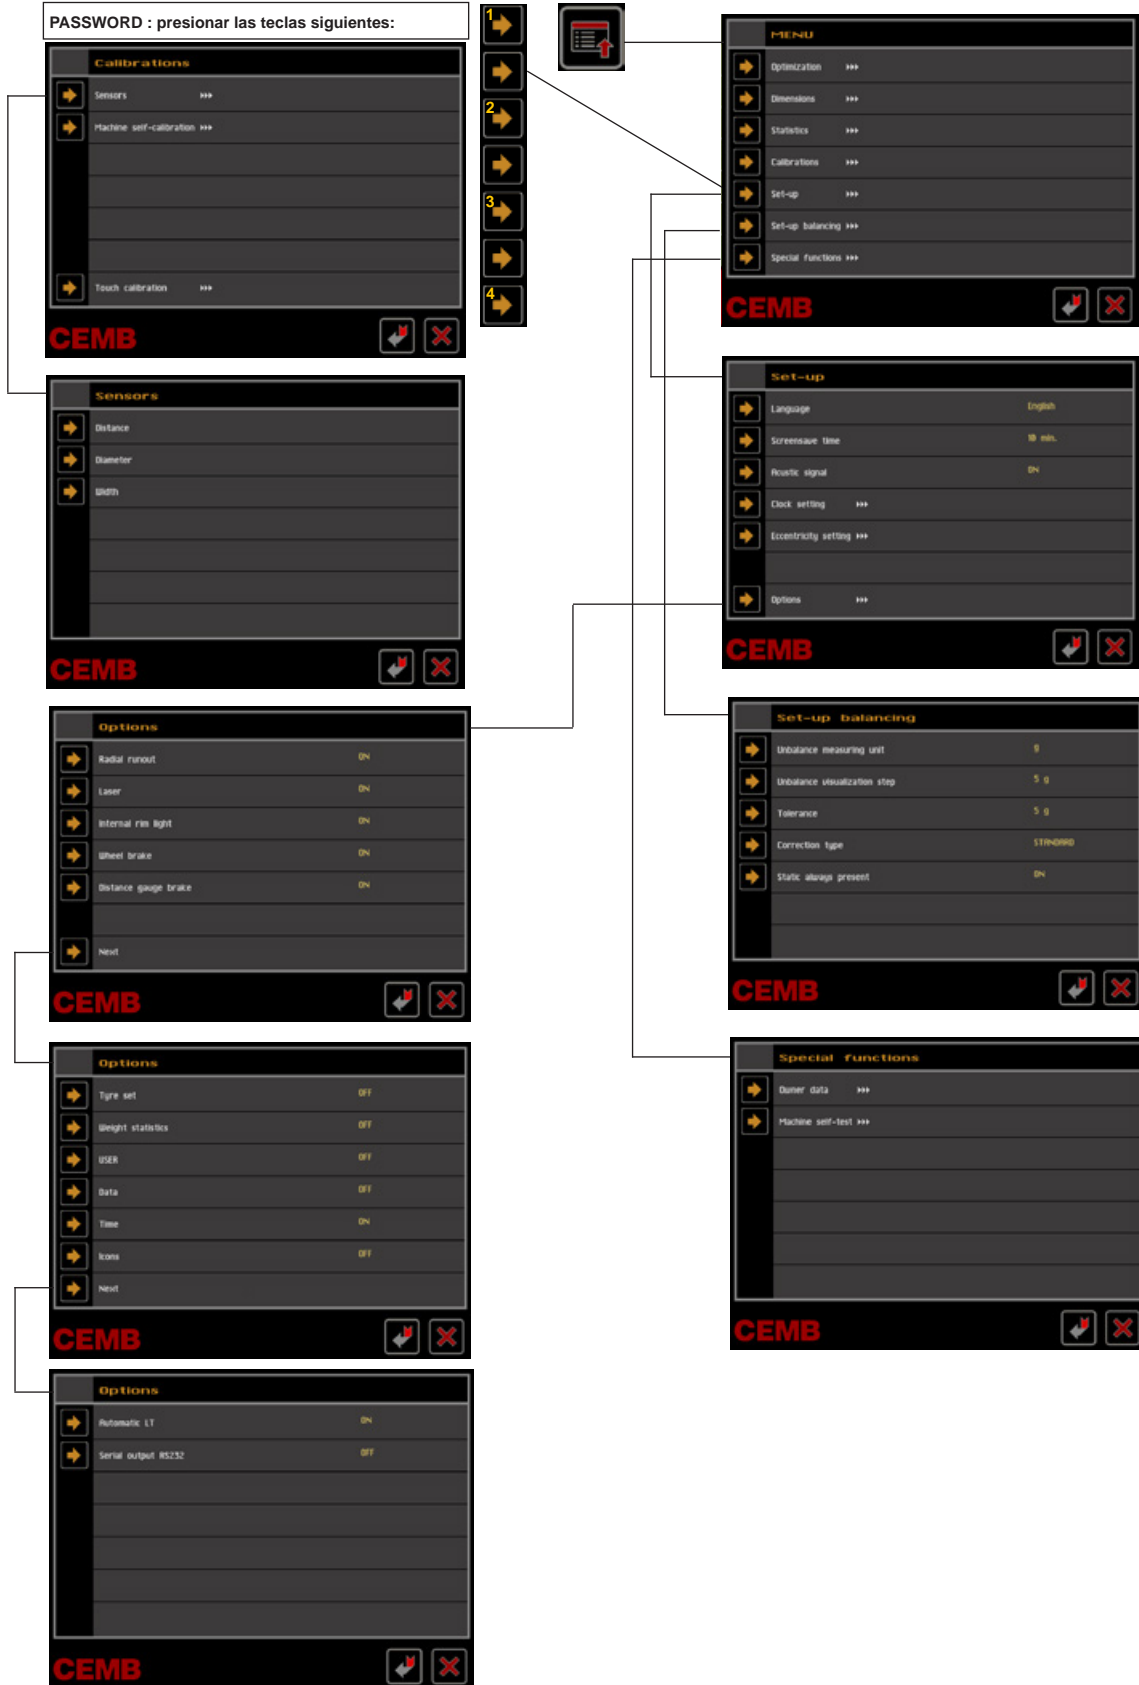 PASSWORD : presionar las teclas siguientes:
1
2
3
4
Calibrations
Sensors
Machine self-calibration
Touch calibration
CEMB
Sensors
Distance
Diameter
Width
CEMB
Options
Radial runout ON
Laser ON
Internal rim light ON
Wheel brake ON
Distance gauge brake ON
Next
CEMB
Options
Tyre set OFF
Weight statistics OFF
USER OFF
Data OFF
Time ON
Icons OFF
Next
CEMB
Options
Automatic LT ON
Serial output RS232 OFF
CEMB
MENU
Optimization
Dimensions
Statistics
Calibrations
Set-up
Set-up balancing
Special functions
CEMB
Set-up
Language English
Screensave time 10 min.
Acustic signal ON
Clock setting
Eccentricity setting
Options
CEMB
Set-up balancing
Unbalance measuring unit g
Unbalance visualization step 5 g
Tolerance 5 g
Correction type STANDARD
Static always present ON
CEMB
Special functions
Owner data
Machine self-test
CEMB